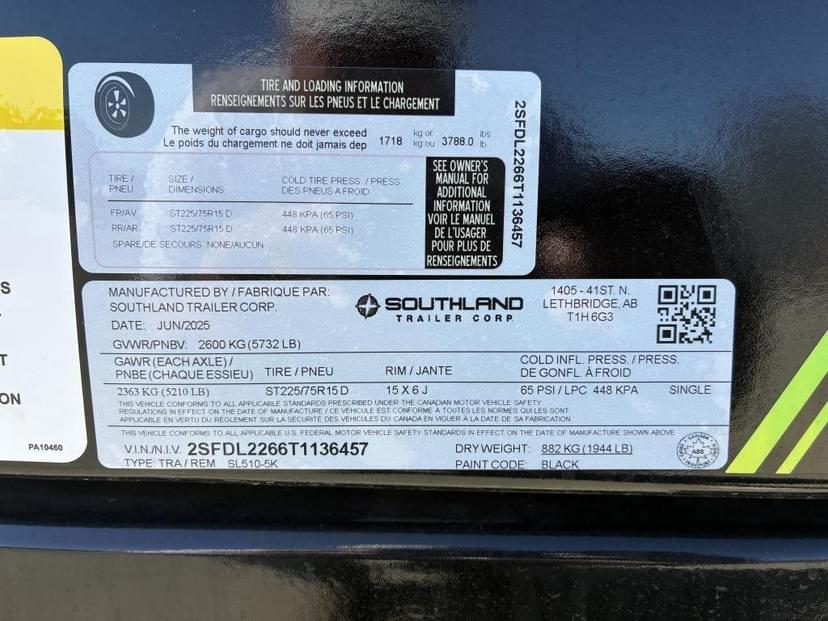 TIRE AND LOADING INFORMATION
RENSEIGNEMENTS SUR LES PNEUS ET LE CHARGEMENT
The weight of cargo should never exceed 1718 kg or 3788.0 lbs
Le poids du chargement ne doit jamais dep kg ou lb.
TIRE / SIZE / COLD TIRE PRESS. / PRESS.
PNEU DIMENSIONS DES PNEUS A FROID
FR/AV ST225/75R15 D 448 KPA (65 PSI)
RR/AR ST225/75R15 D 448 KPA (65 PSI)
SPARE/DE SECOURS NONE/AUCUN
SEE OWNER'S
MANUAL FOR
ADDITIONAL
INFORMATION
VOIR LE MANUEL
DE L'USAGER
POUR PLUS DE
RENSEIGNEMENTS
2SFDL2266T1136457
MANUFACTURED BY / FABRIQUE PAR:
SOUTHLAND TRAILER CORP.
DATE: JUN/2025
SOUTHLAND
TRAILER CORP.
1405 - 41ST. N.
LETHBRIDGE, AB
T1H 6G3
GVWR/PNBV: 2600 KG (5732 LB)
GAWR (EACH AXLE) / TIRE / PNEU RIM / JANTE COLD INFL. PRESS. / PRESS.
PNBE (CHAQUE ESSIEU) DE GONFL. À FROID
2363 KG (5210 LB) ST225/75R15 D 15 X 6 J 65 PSI / LPC 448 KPA SINGLE
THIS VEHICLE CONFORMS TO ALL APPLICABLE STANDARDS PRESCRIBED UNDER THE CANADIAN MOTOR VEHICLE SAFETY
REGULATIONS IN EFFECT ON THE DATE OF MANUFACTURE / CE VÉHICULE EST CONFORME À TOUTES LES NORMES QUI LUI SONT
APPLICABLE EN VERTU DU RÈGLEMENT SUR LA SÉCURITÉ DES VÉHICULES DU CANADA EN VIGUER À LA DATE DE SA FABRICATION.
THIS VEHICLE CONFORMS TO ALL APPLICABLE U.S. FEDERAL MOTOR VEHICLE SAFETY STANDARDS IN EFFECT ON THE DATE OF MANUFACTURE SHOWN ABOVE
V.I.N./N.I.V. 2SFDL2266T1136457 DRY WEIGHT: 882 KG (1944 LB)
TYPE: TRA / REM SL510-5K PAINT CODE: BLACK
CANADA
ABS
S
T
ON
PA10460